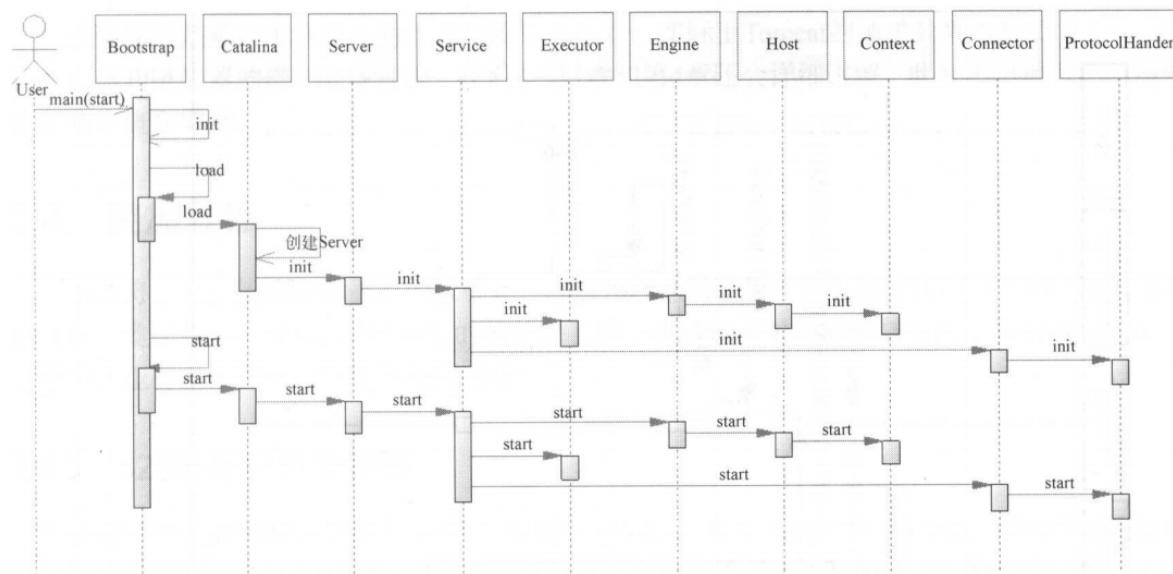 Bootstrap Catalina Server Service Executor Engine Host Context Connector ProtocolHander
User
main(start)
init
load
load
创建Server
init
init
init
init
init
init
init
init
start
start
start
start
start
start
start
start
start
start